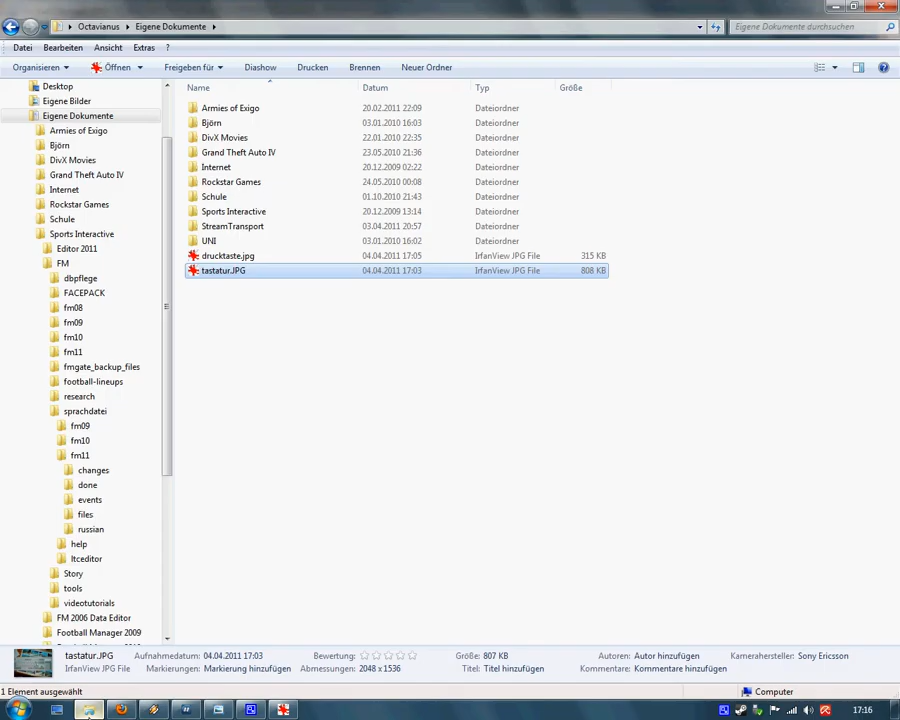 Octavianus Eigene Dokumente Eigene Dokumente durchsuchen
Datei Bearbeiten Ansicht Extras ?
Organisieren Öffnen Freigeben für Diashow Drucken Brennen Neuer Ordner
Desktop
Eigene Bilder
Eigene Dokumente
Armies of Exigo
Björn
DivX Movies
Grand Theft Auto IV
Internet
Rockstar Games
Schule
Sports Interactive
Editor 2011
FM
dbpflege
FACEPACK
fm08
fm09
fm10
fm11
fmgate_backup_files
football-lineups
research
sprachdatei
fm09
fm10
fm11
changes
done
events
files
russian
help
ltceditor
Story
tools
videotutorials
FM 2006 Data Editor
Football Manager 2009
Name Datum Typ Größe
Armies of Exigo 20.02.2011 22:09 Dateiordner
Björn 03.01.2010 16:03 Dateiordner
DivX Movies 22.01.2010 22:35 Dateiordner
Grand Theft Auto IV 23.05.2010 21:36 Dateiordner
Internet 20.12.2009 02:22 Dateiordner
Rockstar Games 24.05.2010 00:08 Dateiordner
Schule 01.10.2010 21:43 Dateiordner
Sports Interactive 20.12.2009 13:14 Dateiordner
StreamTransport 03.04.2011 20:57 Dateiordner
UNI 03.01.2010 16:02 Dateiordner
drucktaste.jpg 04.04.2011 17:05 IrfanView JPG File 315 KB
tastatur.JPG 04.04.2011 17:03 IrfanView JPG File 808 KB
tastatur.JPG Aufnahmedatum: 04.04.2011 17:03 Bewertung: Größe: 807 KB Autoren: Autor hinzufügen Kamerahersteller: Sony Ericsson
IrfanView JPG File Markierungen: Markierung hinzufügen Abmessungen: 2048 x 1536 Titel: Titel hinzufügen Kommentare: Kommentare hinzufügen
1 Element ausgewählt Computer
17:16